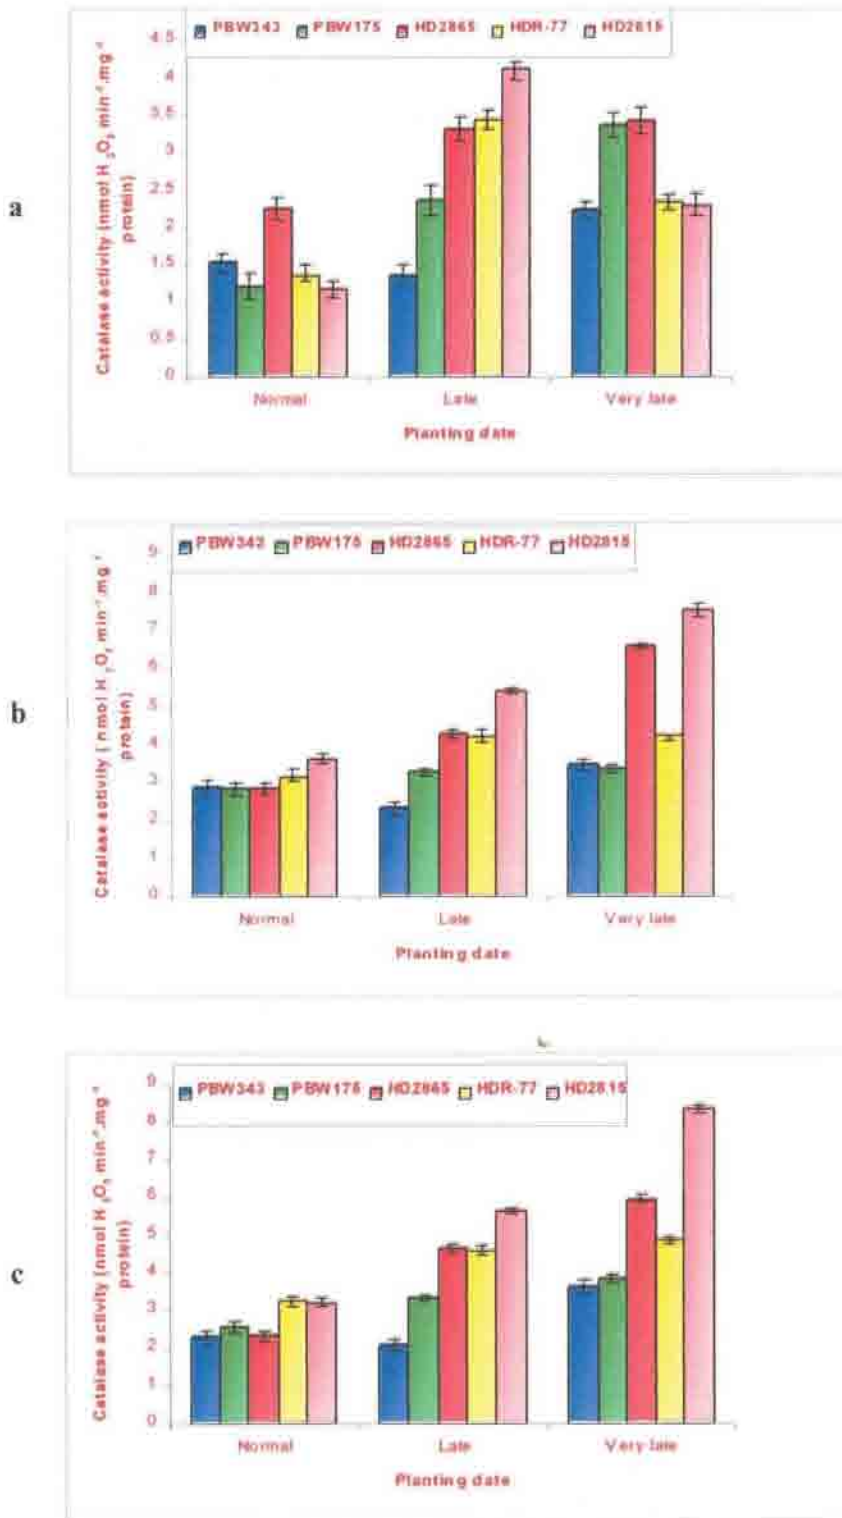 a
PBW343 PBW175 HD2865 HDR-77 HD2815
Catalase activity (nmol H2O2 min-1.mg-1
protein)
4.5
4
3.5
3
2.5
2
1.5
1
0.5
0
Normal Late Very late
Planting date
b
PBW343 PBW175 HD2865 HDR-77 HD2815
Catalase activity ( nmol H2O2 min-1.mg-1
protein)
9
8
7
6
5
4
3
2
1
0
Normal Late Very late
Planting date
c
PBW343 PBW175 HD2865 HDR-77 HD2815
Catalase activity (nmol H2O2 min-1.mg-1
protein)
9
8
7
6
5
4
3
2
1
0
Normal Late Very late
Planting date